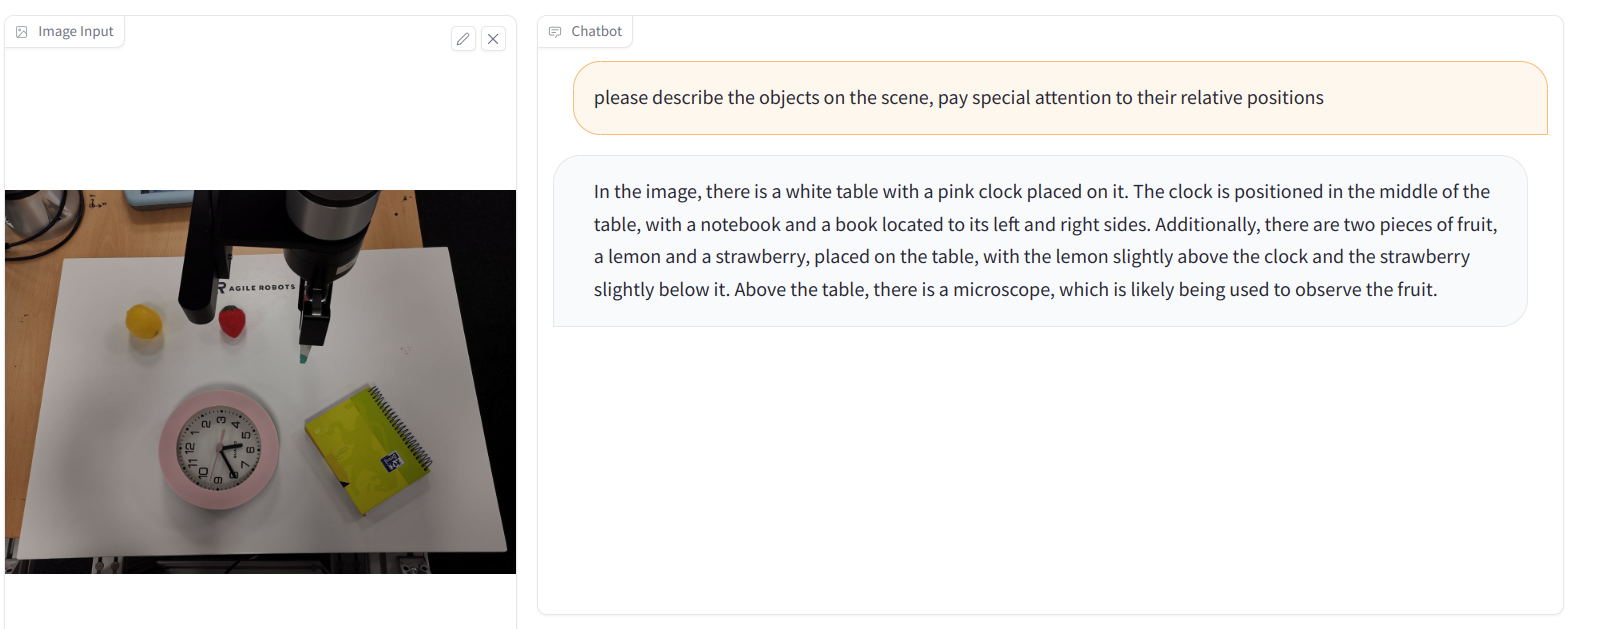 Image Input
Chatbot
please describe the objects on the scene, pay special attention to their relative positions
In the image, there is a white table with a pink clock placed on it. The clock is positioned in the middle of the
table, with a notebook and a book located to its left and right sides. Additionally, there are two pieces of fruit,
a lemon and a strawberry, placed on the table, with the lemon slightly above the clock and the strawberry
slightly below it. Above the table, there is a microscope, which is likely being used to observe the fruit.
AGILE ROBOTS
1
2
3
4
5
6
7
8
9
10
11
12